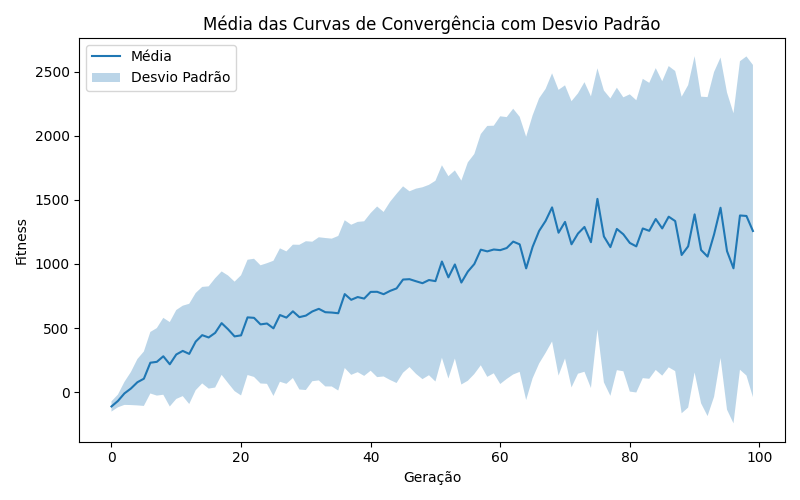 Média das Curvas de Convergência com Desvio Padrão
Média
Desvio Padrão
Fitness
2500
2000
1500
1000
500
0
0 20 40 60 80 100
Geração